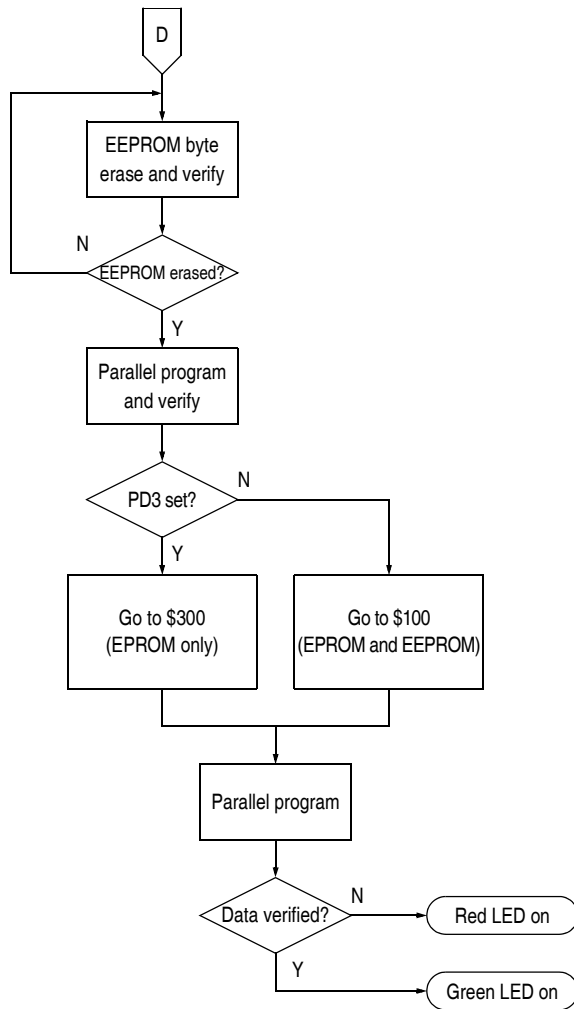 D
EEPROM byte
erase and verify
N
EEPROM erased?
Y
Parallel program
and verify
N
PD3 set?
Y
Go to $300
(EPROM only)
Go to $100
(EPROM and EEPROM)
Parallel program
N
Data verified?
Red LED on
Y
Green LED on